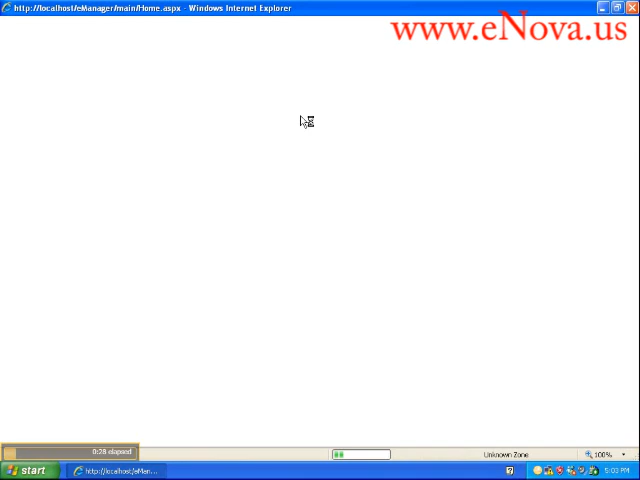 http://localhost/eManager/main/Home.aspx - Windows Internet Explorer
www.eNova.us
0:28 elapsed
Unknown Zone
100%
start
http://localhost/eMan...
5:03 PM